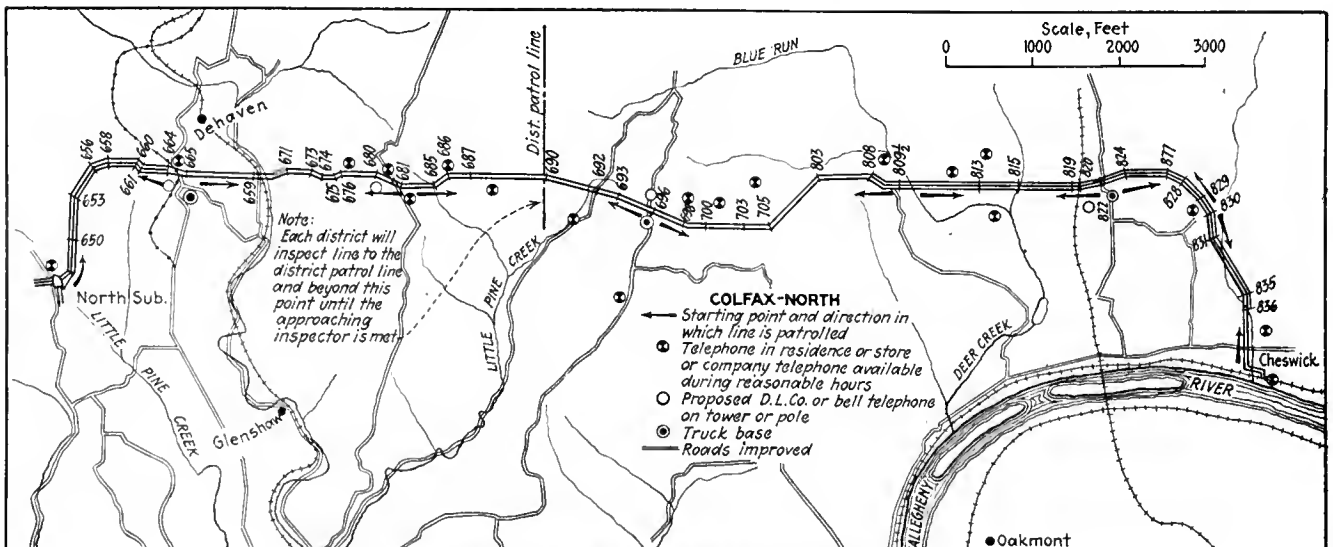 Scale, Feet
0 1000 2000 3000
BLUE RUN
Dist. patrol line
Dehaven
656
658
660
661
664
665
669
671
673
674
675
676
680
681
685
686
687
690
692
693
696
698
700
703
705
803
808
809½
813
815
819
820
822
824
877
828
829
830
831
835
836
653
650
North Sub.
Note:
Each district will
inspect line to the
district patrol line
and beyond this
point until the
approaching
inspector is met
LITTLE PINE CREEK
LITTLE PINE CREEK
Glenshaw
COLFAX-NORTH
Starting point and direction in
which line is patrolled
Telephone in residence or store
or company telephone available
during reasonable hours
Proposed D.L.Co. or bell telephone
on tower or pole
Truck base
Roads improved
DEER CREEK
Cheswick
ALLEGHENY RIVER
Oakmont